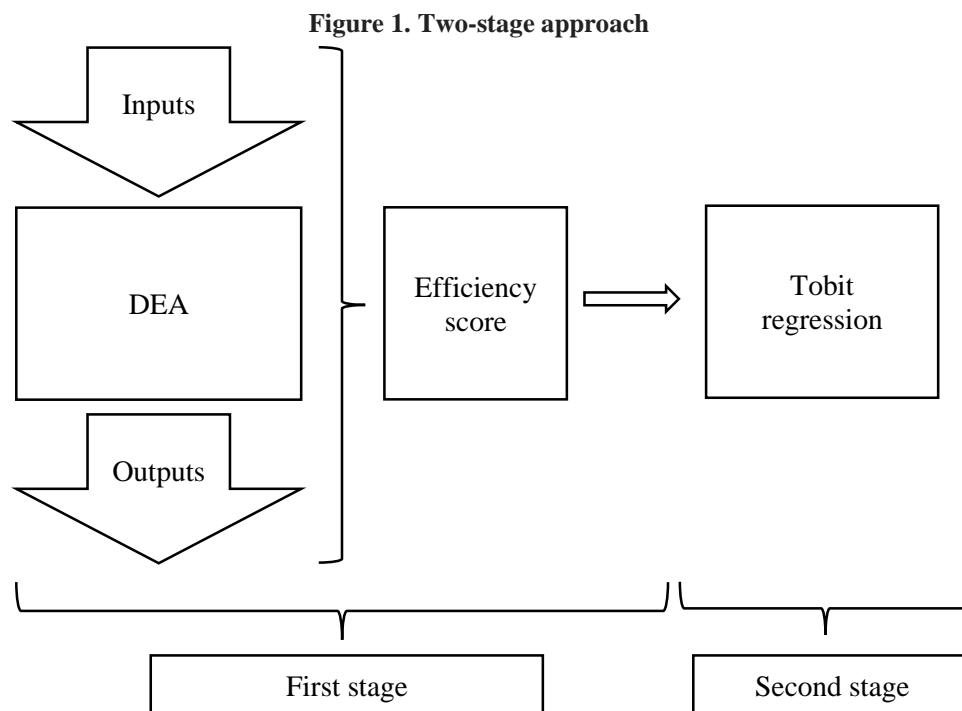 Figure 1. Two-stage approach
Inputs
DEA
Outputs
Efficiency
score
Tobit
regression
First stage
Second stage